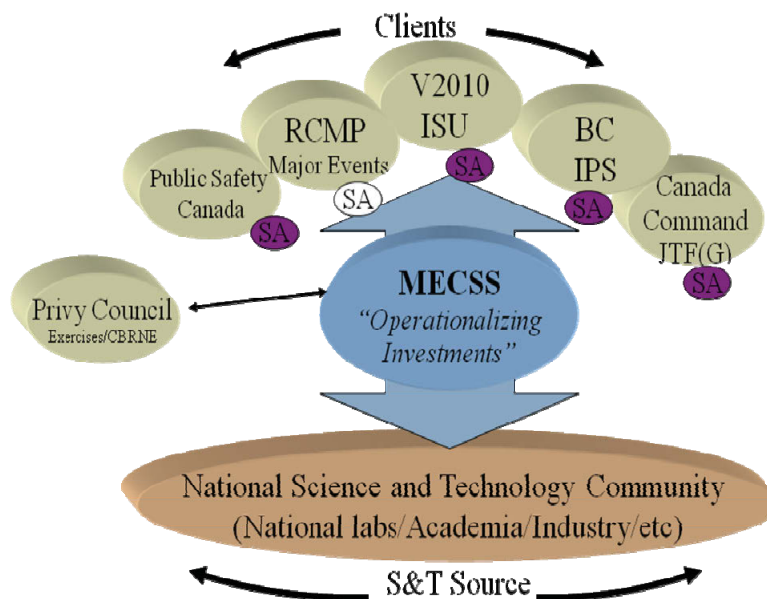 Clients
V2010
ISU
SA
RCMP
Major Events
SA
BC
IPS
SA
Public Safety
Canada
SA
Canada
Command
JTF(G)
SA
Privy Council
Exercises/CBRNE
MECSS
“Operationalizing
Investments”
National Science and Technology Community
(National labs/Academia/Industry/etc)
S&T Source